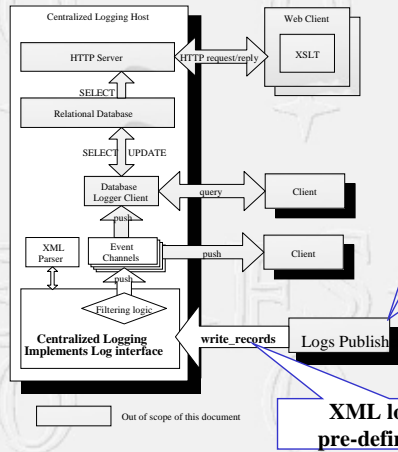 Centralized Logging Host
Web Client
XSLT
HTTP Server
HTTP request/reply
SELECT
Relational Database
SELECT UPDATE
Database
Logger Client
query
Client
push
XML
Parser
Event
Channels
push
Client
push
Filtering logic
Centralized Logging
Implements Log interface
write_records
Logs Publish
Out of scope of this document
XML lo
pre-defin